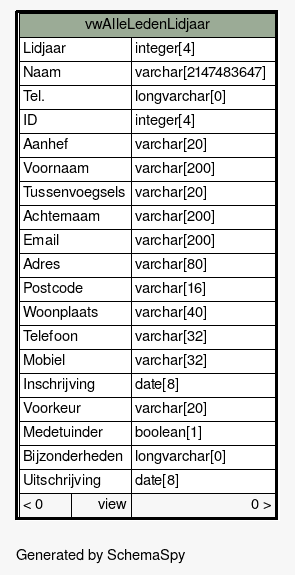 vwAlleLedenLidjaar
Lidjaar integer[4]
Naam varchar[2147483647]
Tel. longvarchar[0]
ID integer[4]
Aanhef varchar[20]
Voornaam varchar[200]
Tussenvoegsels varchar[20]
Achternaam varchar[200]
Email varchar[200]
Adres varchar[80]
Postcode varchar[16]
Woonplaats varchar[40]
Telefoon varchar[32]
Mobiel varchar[32]
Inschrijving date[8]
Voorkeur varchar[20]
Medetuinder boolean[1]
Bijzonderheden longvarchar[0]
Uitschrijving date[8]
< 0 view 0 >
Generated by SchemaSpy